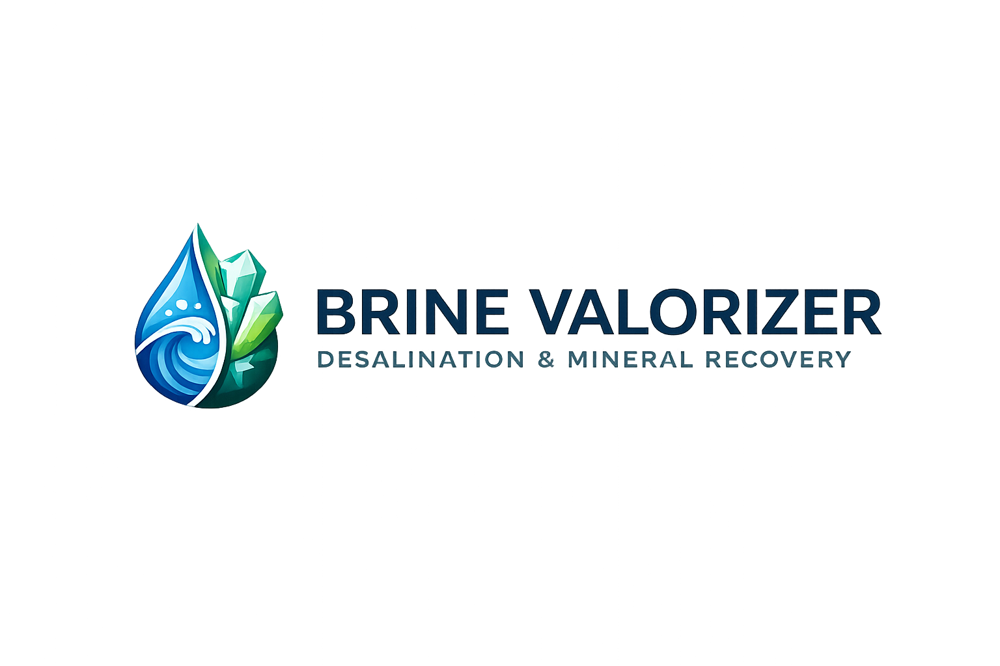 BRINE VALORIZER
DESALINATION & MINERAL RECOVERY